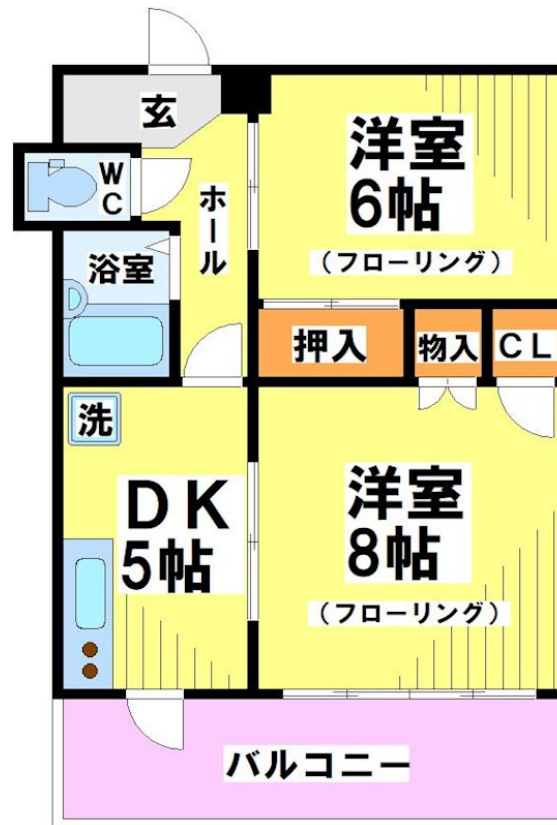 玄
WC
ホール
浴室
洋室
6帖
(フローリング)
押入
物入
CL
洗
DK
5帖
洋室
8帖
(フローリング)
バルコニー